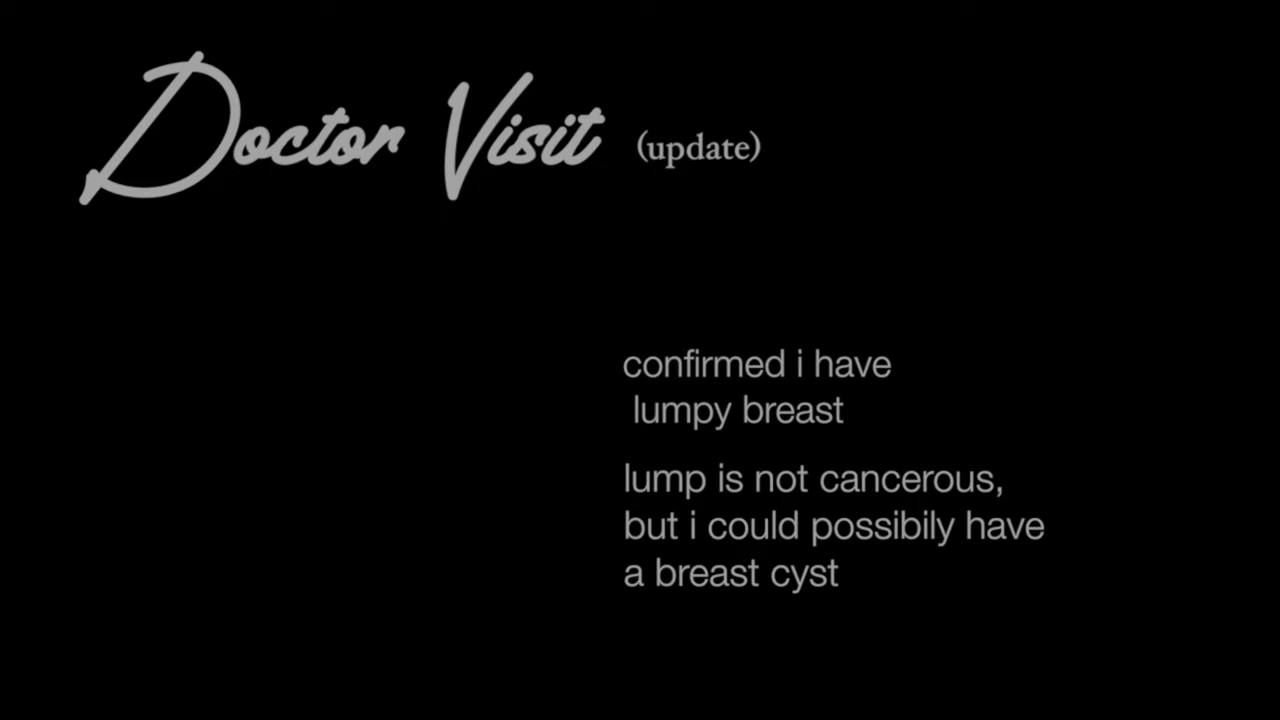 Doctor Visit (update)
confirmed i have
lumpy breast
lump is not cancerous,
but i could possibily have
a breast cyst